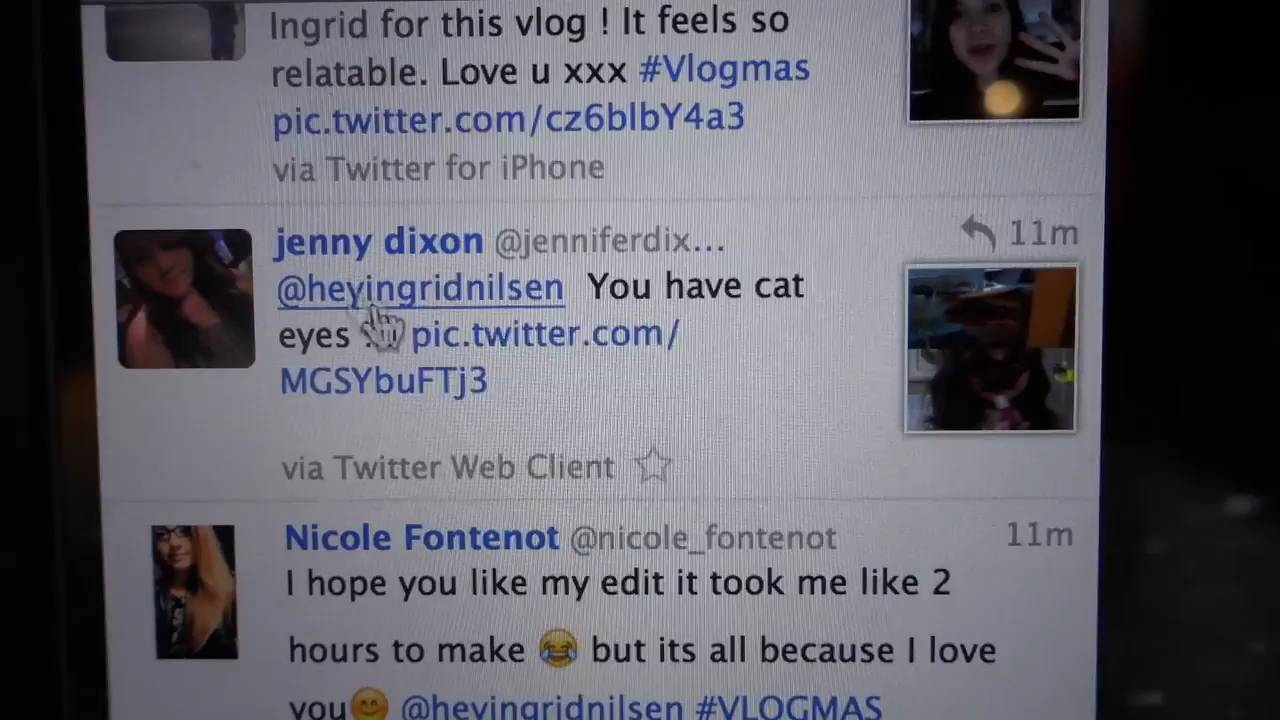 Ingrid for this vlog ! It feels so
relatable. Love u xxx #Vlogmas
pic.twitter.com/cz6blbY4a3
via Twitter for iPhone
jenny dixon @jenniferdix... 11m
@heyingridnilsen You have cat
eyes pic.twitter.com/
MGSYbuFTj3
via Twitter Web Client
Nicole Fontenot @nicole_fontenot 11m
I hope you like my edit it took me like 2
hours to make 😂 but its all because I love
you😊 @heyingridnilsen #VLOGMAS